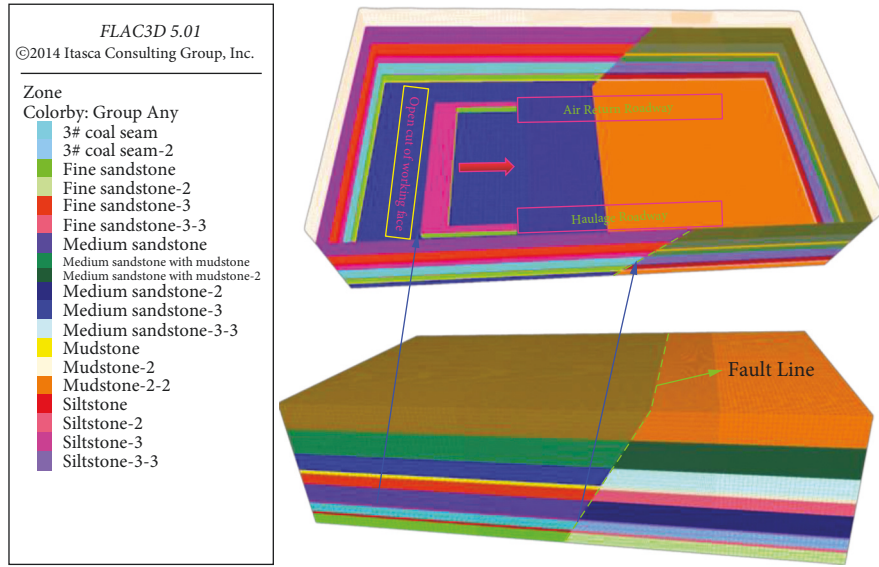 FLAC3D 5.01
©2014 Itasca Consulting Group, Inc.
Zone
Colorby: Group Any
3# coal seam
3# coal seam-2
Fine sandstone
Fine sandstone-2
Fine sandstone-3
Fine sandstone-3-3
Medium sandstone
Medium sandstone with mudstone
Medium sandstone with mudstone-2
Medium sandstone-2
Medium sandstone-3
Medium sandstone-3-3
Mudstone
Mudstone-2
Mudstone-2-2
Siltstone
Siltstone-2
Siltstone-3
Siltstone-3-3
Open cut of working face
Air Return Roadway
Haulage Roadway
Fault Line